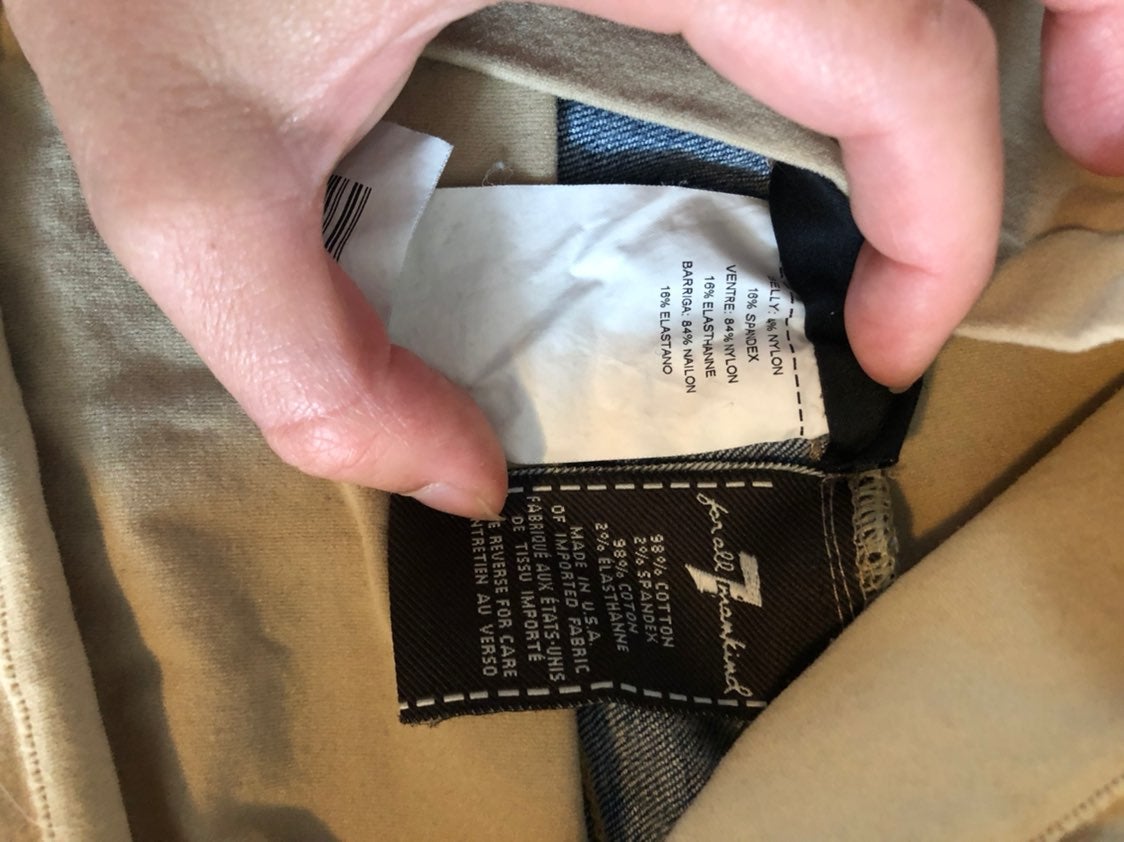 BELLY: 84% NYLON
16% SPANDEX
VENTRE: 84% NYLON
16% ELASTHANNE
BARRIGA: 84% NAILON
16% ELASTANO
for all 7 mankind
98% COTTON
2% SPANDEX
98% COTON
2% ELASTHANNE
MADE IN U.S.A.
OF IMPORTED FABRIC
FABRIQUÉ AUX ÉTATS-UNIS
DE TISSU IMPORTÉ
REVERSE FOR CARE
ENTRETIEN AU VERSO